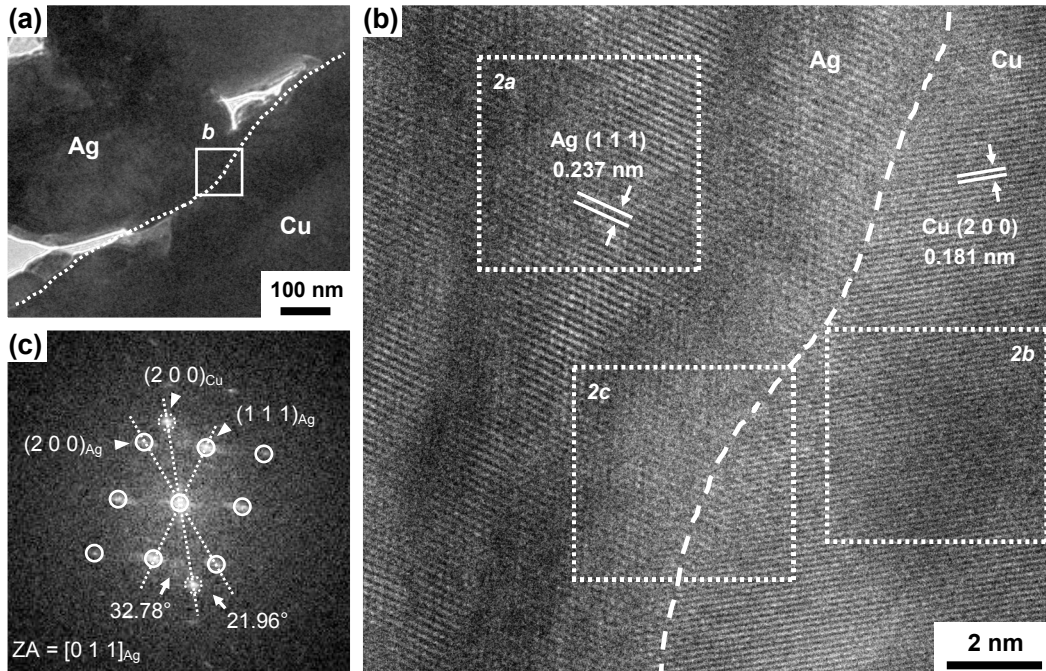 (a)
Ag
b
Cu
100 nm
(b)
2a
Ag
Cu
Ag (1 1 1)
0.237 nm
Cu (2 0 0)
0.181 nm
2b
2c
2 nm
(c)
(2 0 0)Cu
(1 1 1)Ag
(2 0 0)Ag
32.78°
21.96°
ZA = [0 1 1]Ag